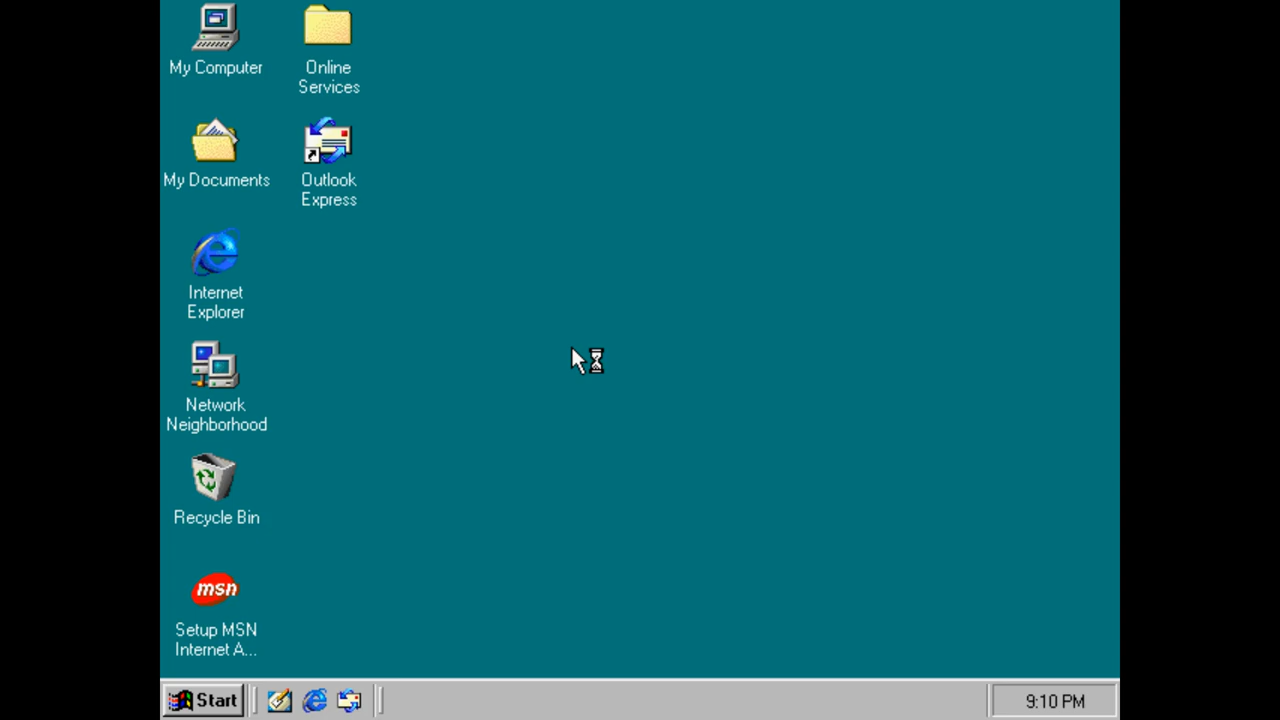 My Computer
Online
Services
My Documents
Outlook
Express
Internet
Explorer
Network
Neighborhood
Recycle Bin
msn
Setup MSN
Internet A...
Start
9:10 PM